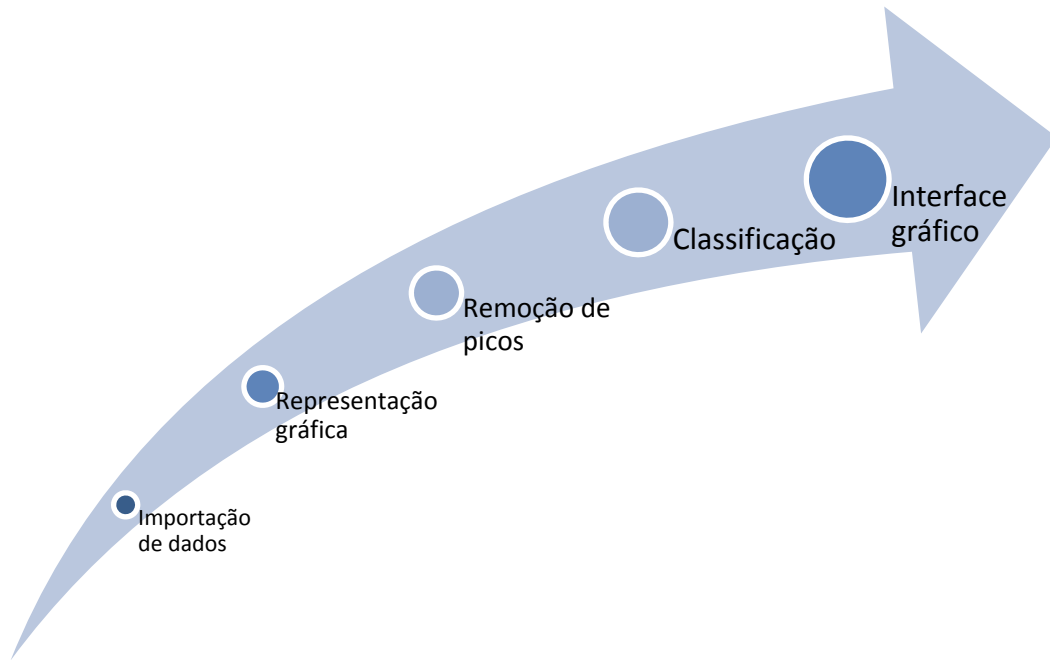 Importação
de dados
Representação
gráfica
Remoção de
picos
Classificação
Interface
gráfico